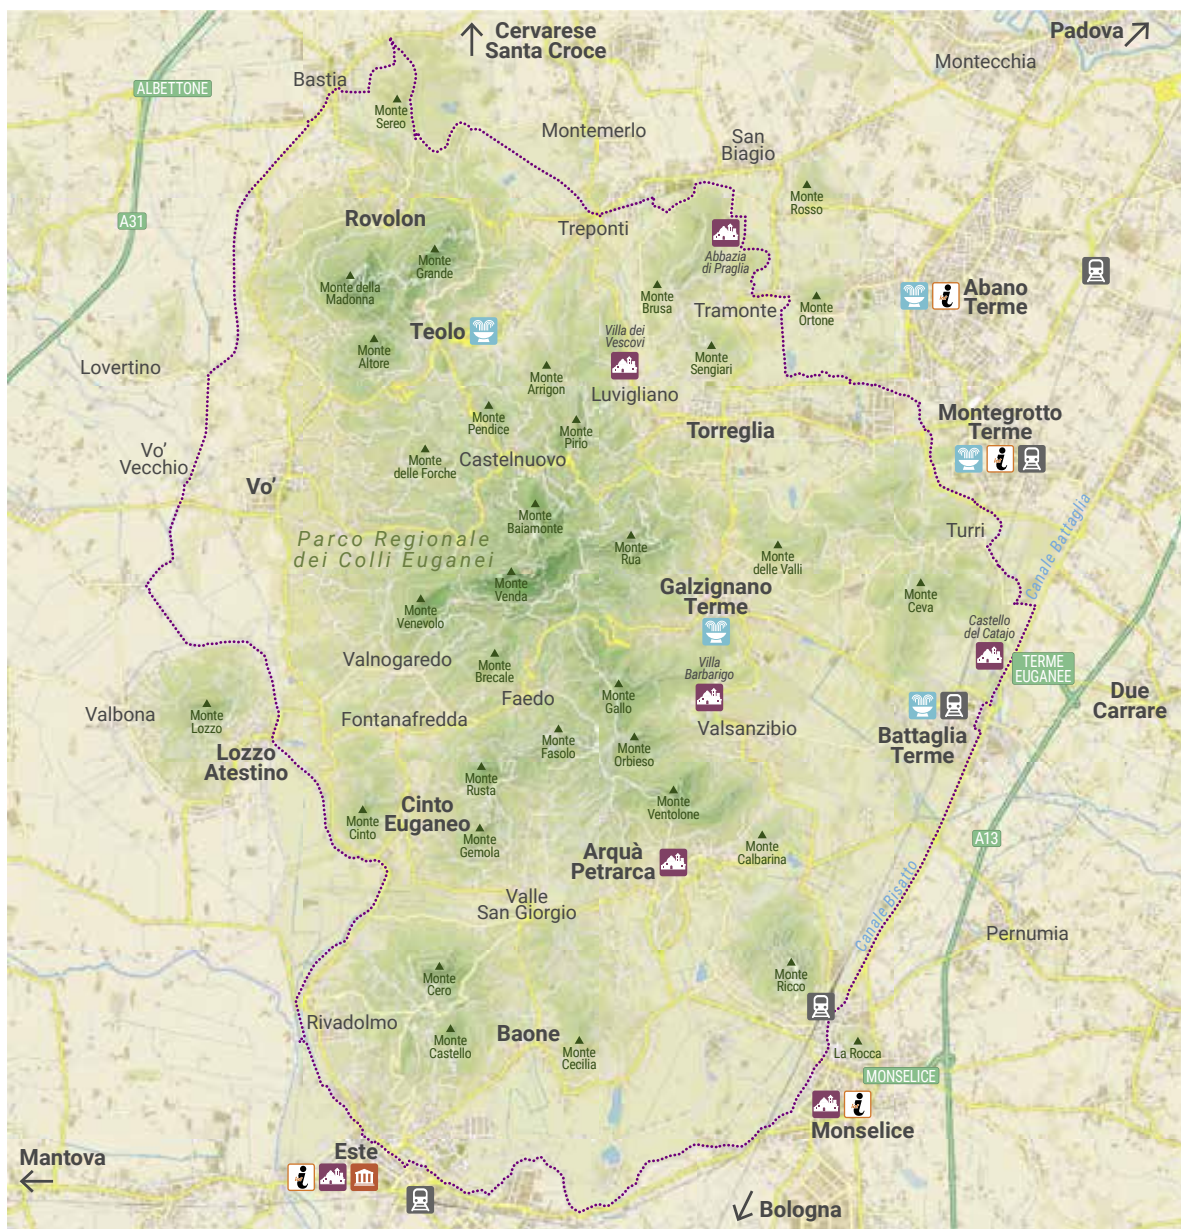 Cervarese
Santa Croce
Padova
Montecchia
Bastia
ALBETTONE
Monte
Sereo
Montemerlo
San
Biagio
Monte
Rosso
A31
Rovolon
Treponti
Abbazia
di Praglia
Monte
Grande
Monte della
Madonna
Monte
Brusa
Tramonte
Monte
Ortone
i
Abano
Terme
Teolo
Villa dei
Vescovi
Monte
Altore
Monte
Sengiari
Lovertino
Monte
Arrigon
Luvigliano
Monte
Pendice
Monte
Pirio
Torreglia
Montegrotto
Terme
i
Vo'
Vecchio
Monte
delle Forche
Castelnuovo
Vo'
Monte
Baiamonte
Turri
Parco Regionale
dei Colli Euganei
Monte
Rua
Monte
delle Valli
Canale Battaglia
Monte
Venda
Galzignano
Terme
Monte
Ceva
Monte
Venevolo
Castello
del Catajo
Valnogaredo
Monte
Brecale
Villa
Barbarigo
TERME
EUGANEE
Faedo
Monte
Gallo
Due
Carrare
Valbona
Monte
Lozzo
Fontanafredda
Valsanzibio
Battaglia
Terme
Lozzo
Atestino
Monte
Fasolo
Monte
Orbieso
Monte
Rusta
Cinto
Euganeo
Monte
Cinto
Monte
Ventolone
Monte
Gemola
Monte
Calbarina
A13
Arquà
Petrarca
Valle
San Giorgio
Canale Bisatto
Pernumia
Monte
Cero
Monte
Ricco
Rivadolmo
Monte
Castello
Baone
Monte
Cecilia
La Rocca
MONSELICE
i
Monselice
Este
i
Mantova
Bologna